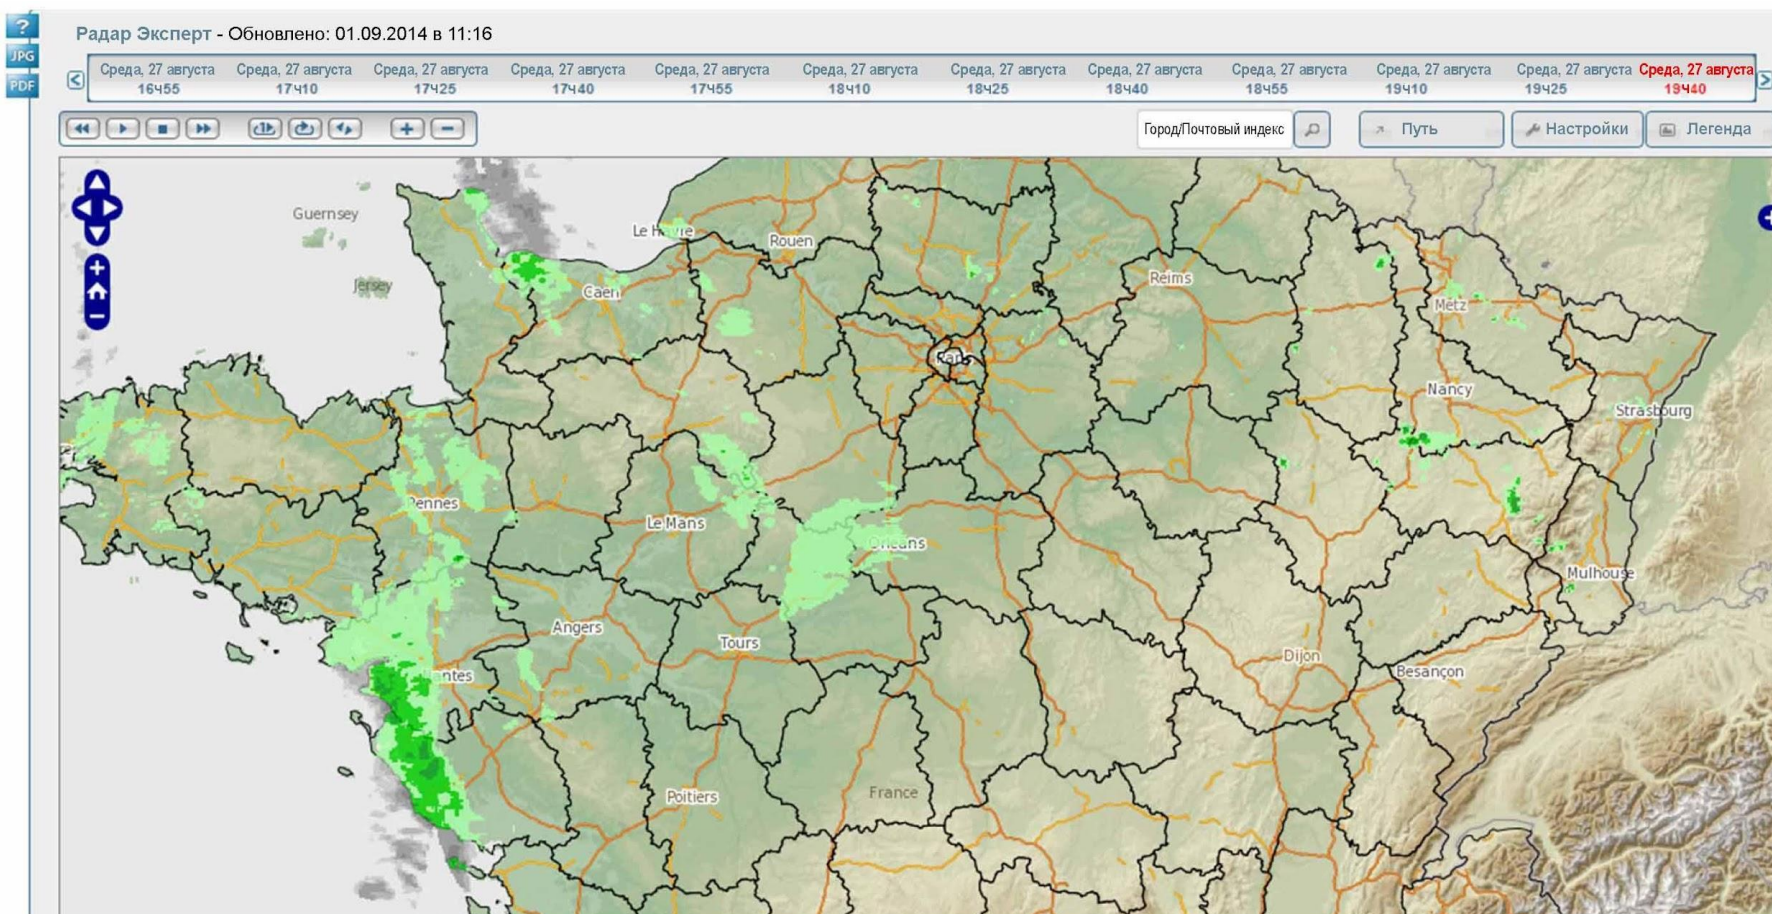 ?
Радар Эксперт - Обновлено: 01.09.2014 в 11:16
JPG
PDF
Среда, 27 августа Среда, 27 августа Среда, 27 августа Среда, 27 августа Среда, 27 августа Среда, 27 августа Среда, 27 августа Среда, 27 августа Среда, 27 августа Среда, 27 августа Среда, 27 августа Среда, 27 августа
16Ч55 17Ч10 17Ч25 17Ч40 17Ч55 18Ч10 18Ч25 18Ч40 18Ч55 19Ч10 19Ч25 19Ч40
Город/Почтовый индекс Путь Настройки Легенда
Guernsey
Le Havre
Rouen
Jersey
Caen
Reims
Metz
Nancy
Strasbourg
Rennes
Le Mans
Orléans
Mulhouse
Angers
Tours
Dijon
Besançon
Nantes
Poitiers
France